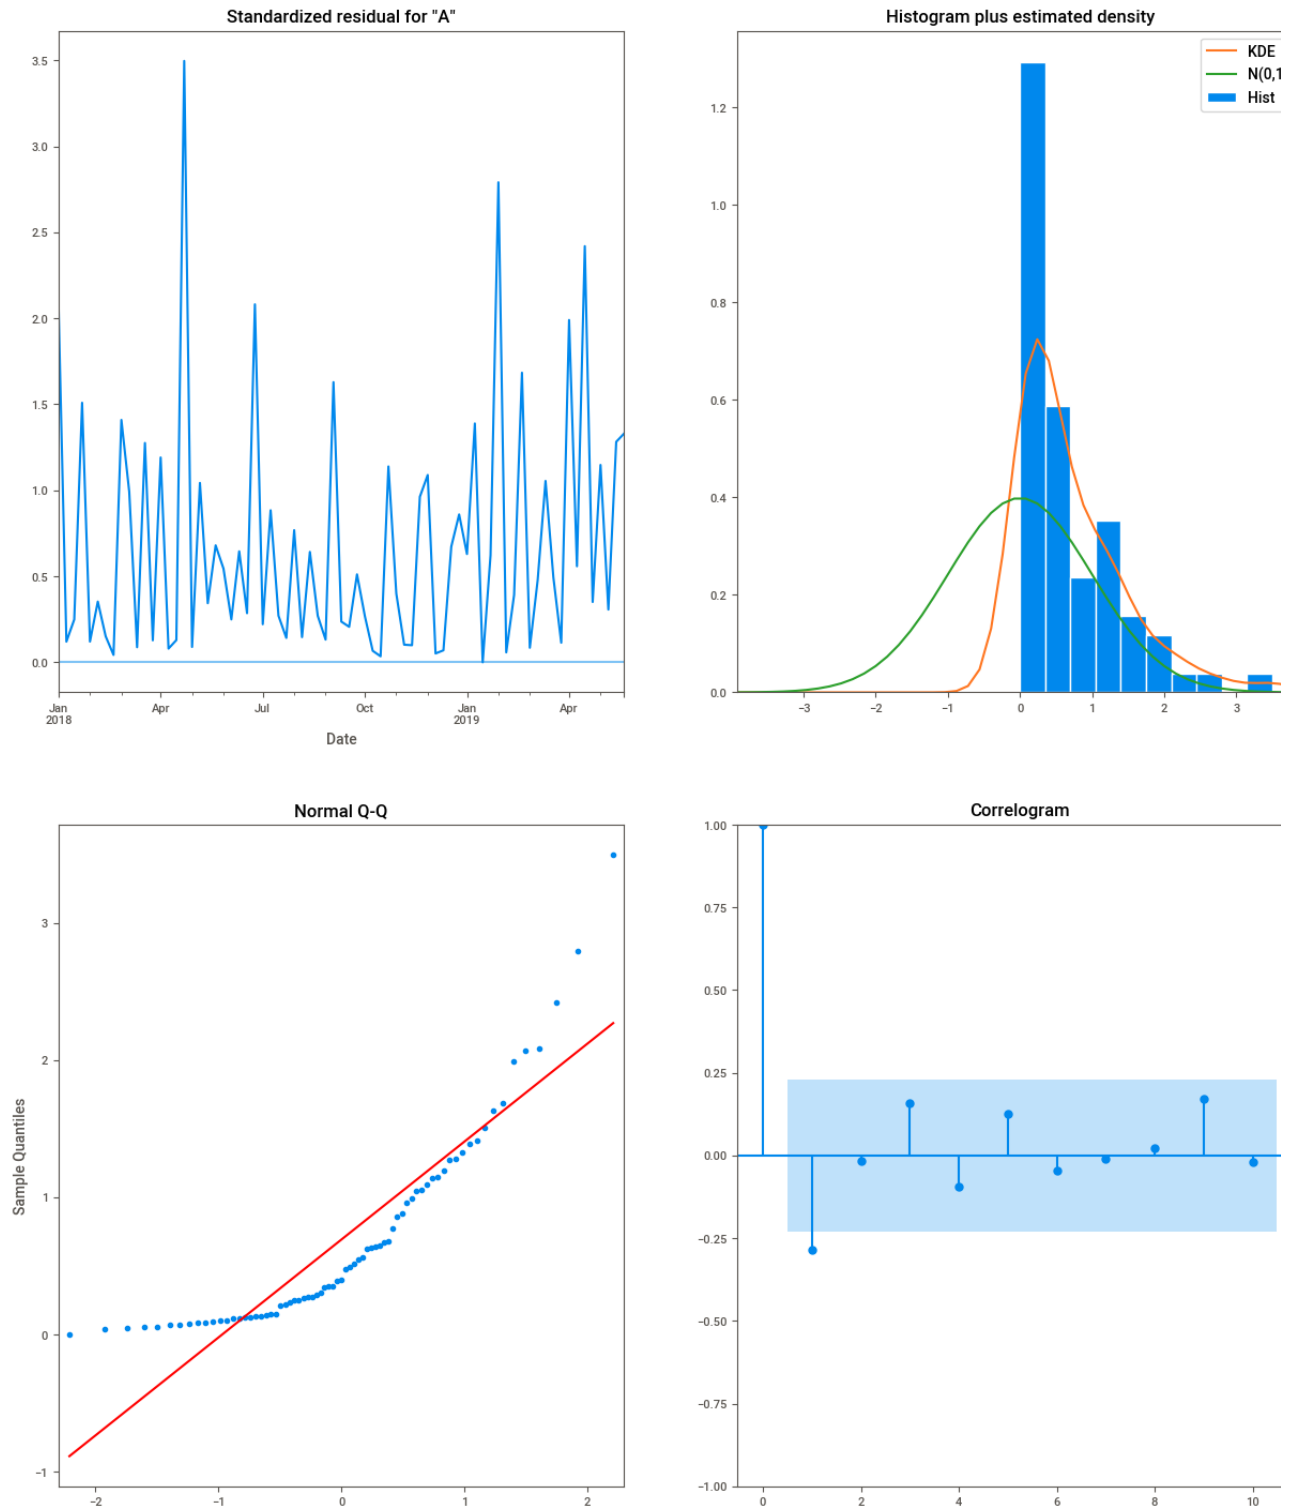 Standardized residual for "A"
3.5
3.0
2.5
2.0
1.5
1.0
0.5
0.0
Jan Apr Jul Oct Jan Apr
2018 2019
Date
Histogram plus estimated density
KDE
N(0,1
Hist
1.2
1.0
0.8
0.6
0.4
0.2
0.0
−3 −2 −1 0 1 2 3
Normal Q-Q
Sample Quantiles
3
2
1
0
−1
−2 −1 0 1 2
Correlogram
1.00
0.75
0.50
0.25
0.00
−0.25
−0.50
−0.75
−1.00
0 2 4 6 8 10